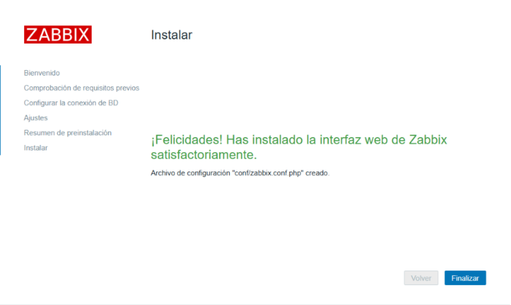 ZABBIX
Instalar
Bienvenido
Comprobación de requisitos previos
Configurar la conexión de BD
Ajustes
Resumen de preinstalación
Instalar
¡Felicidades! Has instalado la interfaz web de Zabbix
satisfactoriamente.
Archivo de configuración "conf/zabbix.conf.php" creado.
Volver
Finalizar